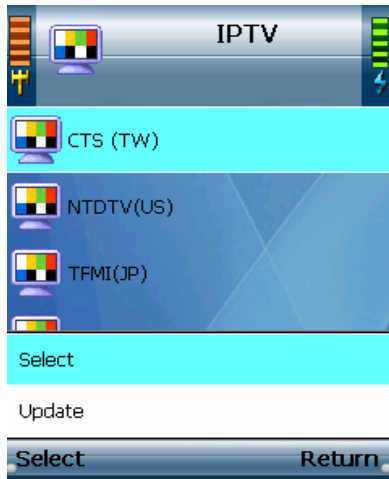 IPTV
CTS (TW)
NTDTV(US)
TFMI(JP)
Select
Update
Select Return